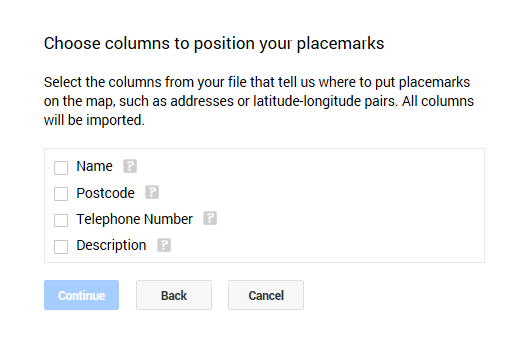 Choose columns to position your placemarks
Select the columns from your file that tell us where to put placemarks
on the map, such as addresses or latitude-longitude pairs. All columns
will be imported.
Name ?
Postcode ?
Telephone Number ?
Description ?
Continue Back Cancel